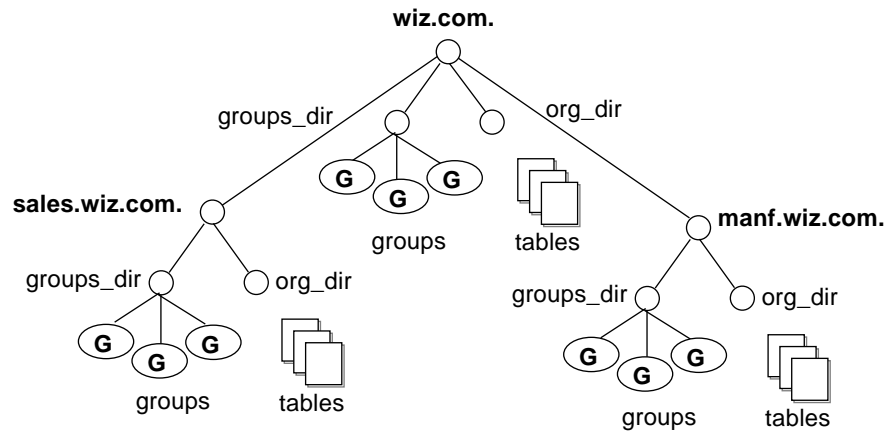 wiz.com.
groups_dir
org_dir
G
G
G
groups
tables
sales.wiz.com.
groups_dir
org_dir
G
G
G
groups
tables
manf.wiz.com.
groups_dir
org_dir
G
G
G
groups
tables